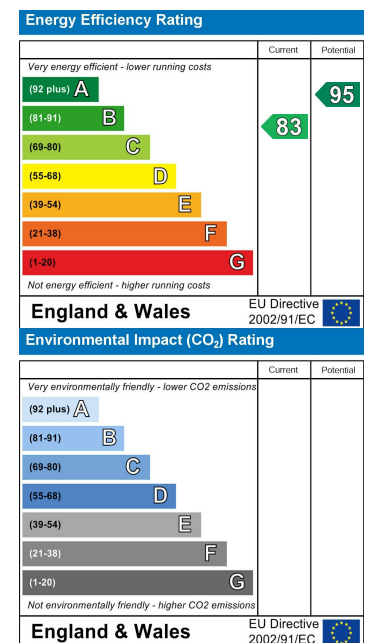 Energy Efficiency Rating
Current Potential
Very energy efficient - lower running costs
(92 plus) A
95
(81-91) B
83
(69-80) C
(55-68) D
(39-54) E
(21-38) F
(1-20) G
Not energy efficient - higher running costs
England & Wales
EU Directive
2002/91/EC
Environmental Impact (CO₂) Rating
Current Potential
Very environmentally friendly - lower CO2 emissions
(92 plus) A
(81-91) B
(69-80) C
(55-68) D
(39-54) E
(21-38) F
(1-20) G
Not environmentally friendly - higher CO2 emissions
England & Wales
EU Directive
2002/91/EC